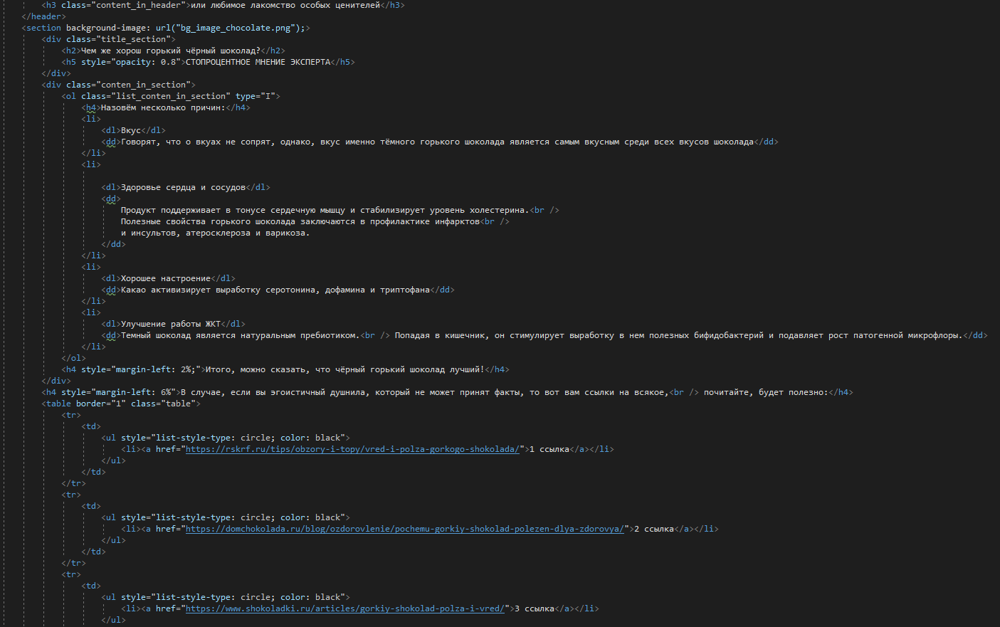 <h3 class="content_in_header">или любимое лакомство особых ценителей</h3>
</header>
<section background-image: url("bg_image_chocolate.png");>
<div class="title_section">
<h2>Чем же хорош горький чёрный шоколад?</h2>
<h5 style="opacity: 0.8">СТОПРОЦЕНТНОЕ МНЕНИЕ ЭКСПЕРТА</h5>
</div>
<div class="conten_in_section">
<ol class="list_conten_in_section" type="I">
<h4>Назовём несколько причин:</h4>
<li>
<dl>Вкус</dl>
<dd>Говорят, что о вкуах не сопрят, однако, вкус именно тёмного горького шоколада является самым вкусным среди всех вкусов шоколада</dd>
</li>
<li>
<dl>Здоровье сердца и сосудов</dl>
<dd>
Продукт поддерживает в тонусе сердечную мышцу и стабилизирует уровень холестерина.<br />
Полезные свойства горького шоколада заключаются в профилактике инфарктов<br />
и инсультов, атеросклероза и варикоза.
</dd>
</li>
<li>
<dl>Хорошее настроение</dl>
<dd>Какао активизирует выработку серотонина, дофамина и триптофана</dd>
</li>
<li>
<dl>Улучшение работы ЖКТ</dl>
<dd>Темный шоколад является натуральным пребиотиком.<br /> Попадая в кишечник, он стимулирует выработку в нем полезных бифидобактерий и подавляет рост патогенной микрофлоры.</dd>
</li>
</ol>
<h4 style="margin-left: 2%;">Итого, можно сказать, что чёрный горький шоколад лучший!</h4>
</div>
<h4 style="margin-left: 6%">В случае, если вы эгоистичный душнила, который не может принят факты, то вот вам ссылки на всякое,<br /> почитайте, будет полезно:</h4>
<table border="1" class="table">
<tr>
<td>
<ul style="list-style-type: circle; color: black">
<li><a href="https://rskrf.ru/tips/obzory-i-topy/vred-i-polza-gorkogo-shokolada/">1 ссылка</a></li>
</ul>
</td>
</tr>
<tr>
<td>
<ul style="list-style-type: circle; color: black">
<li><a href="https://domchokolada.ru/blog/ozdorovlenie/pochemu-gorkiy-shokolad-polezen-dlya-zdorovya/">2 ссылка</a></li>
</ul>
</td>
</tr>
<tr>
<td>
<ul style="list-style-type: circle; color: black">
<li><a href="https://www.shokoladki.ru/articles/gorkiy-shokolad-polza-i-vred/">3 ссылка</a></li>
</ul>